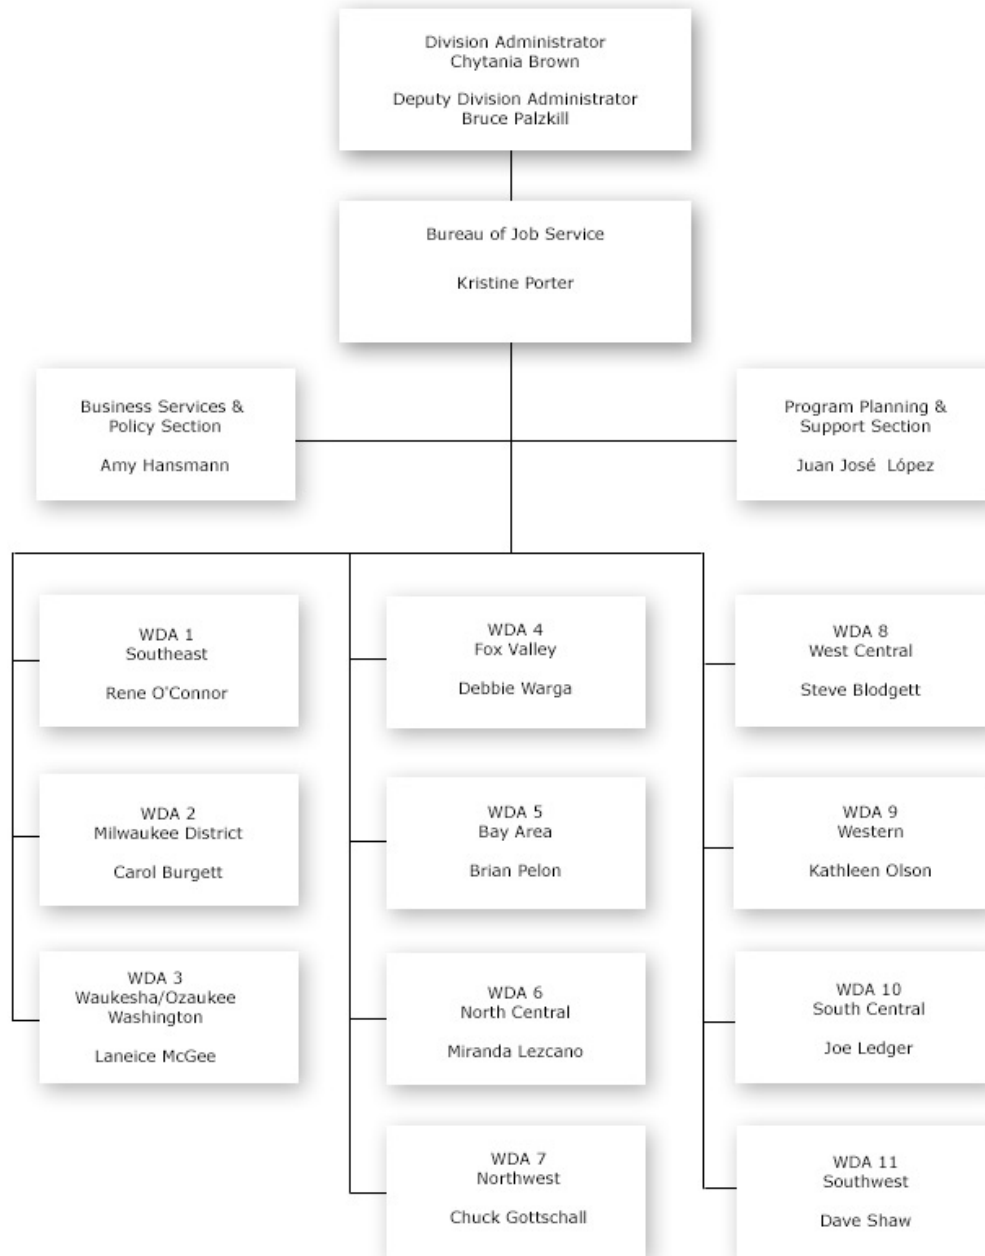 Division Administrator
Chytania Brown
Deputy Division Administrator
Bruce Palzkill
Bureau of Job Service
Kristine Porter
Business Services &
Policy Section
Amy Hansmann
Program Planning &
Support Section
Juan José López
WDA 1
Southeast
Rene O'Connor
WDA 2
Milwaukee District
Carol Burgett
WDA 3
Waukesha/Ozaukee
Washington
Laneice McGee
WDA 4
Fox Valley
Debbie Warga
WDA 5
Bay Area
Brian Pelon
WDA 6
North Central
Miranda Lezcano
WDA 7
Northwest
Chuck Gottschall
WDA 8
West Central
Steve Blodgett
WDA 9
Western
Kathleen Olson
WDA 10
South Central
Joe Ledger
WDA 11
Southwest
Dave Shaw